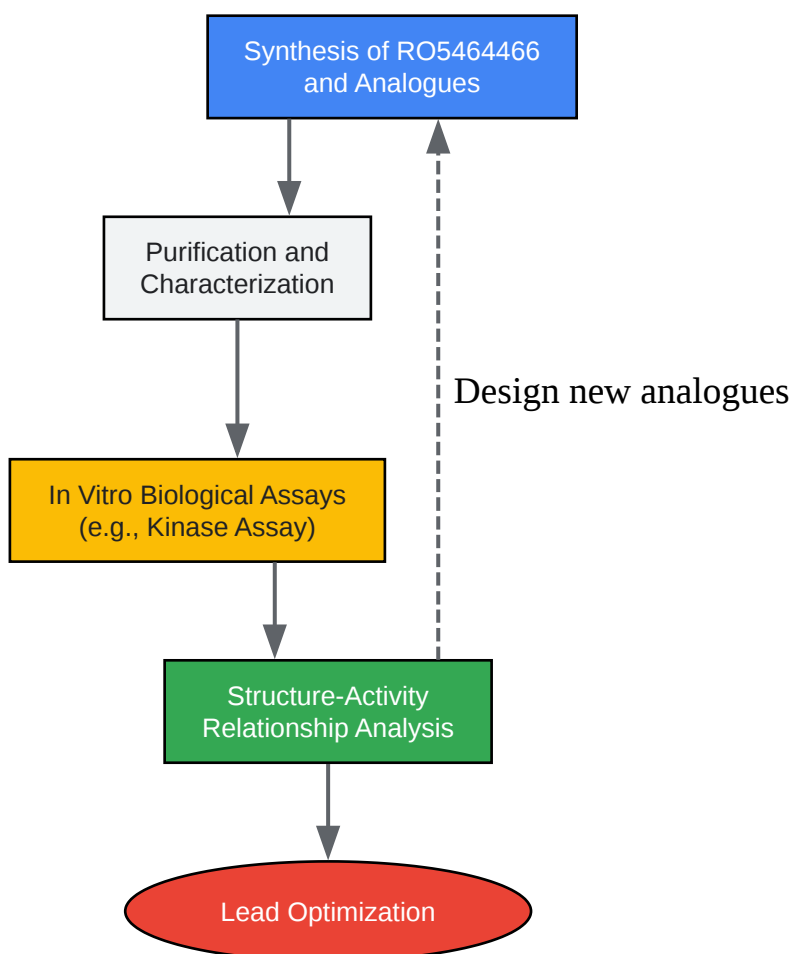 Synthesis of RO5464466
and Analogues
Purification and
Characterization
Design new analogues
In Vitro Biological Assays
(e.g., Kinase Assay)
Structure-Activity
Relationship Analysis
Lead Optimization